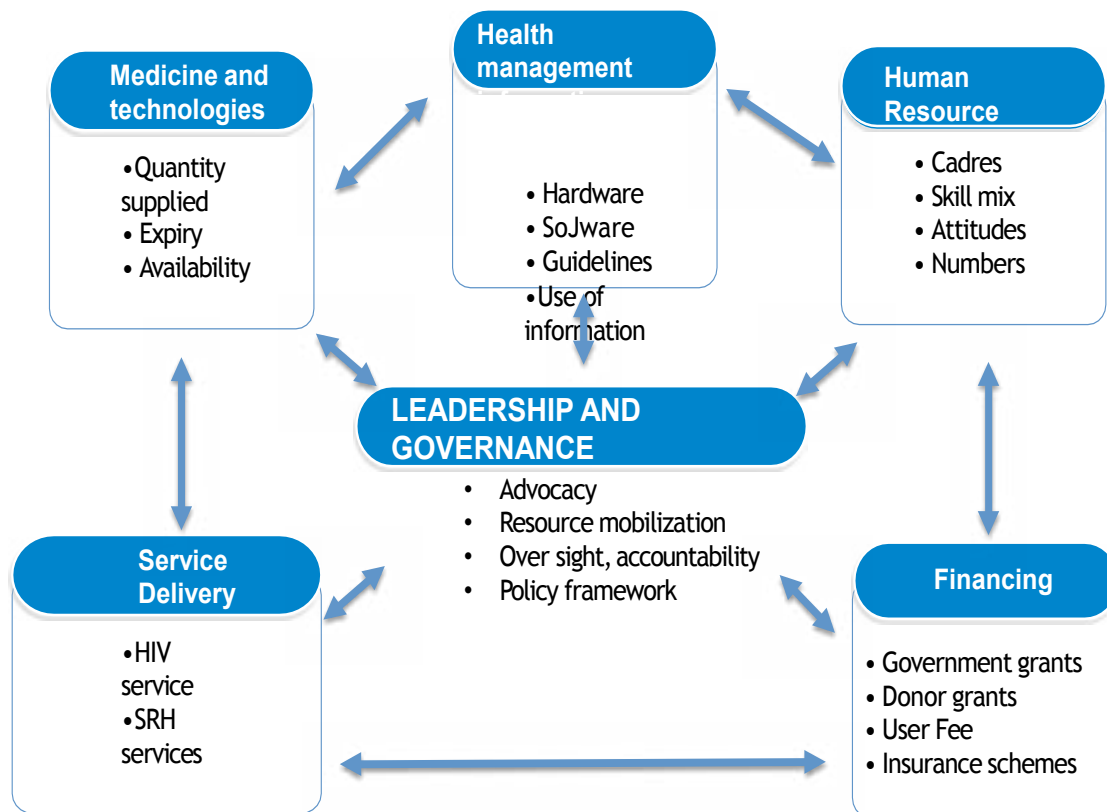 Medicine and
technologies
•Quantity
supplied
• Expiry
• Availability
Health
management
• Hardware
• SoJware
• Guidelines
•Use of
information
Human
Resource
• Cadres
• Skill mix
• Attitudes
• Numbers
LEADERSHIP AND
GOVERNANCE
• Advocacy
• Resource mobilization
• Over sight, accountability
• Policy framework
Service
Delivery
•HIV
service
•SRH
services
Financing
• Government grants
• Donor grants
• User Fee
• Insurance schemes